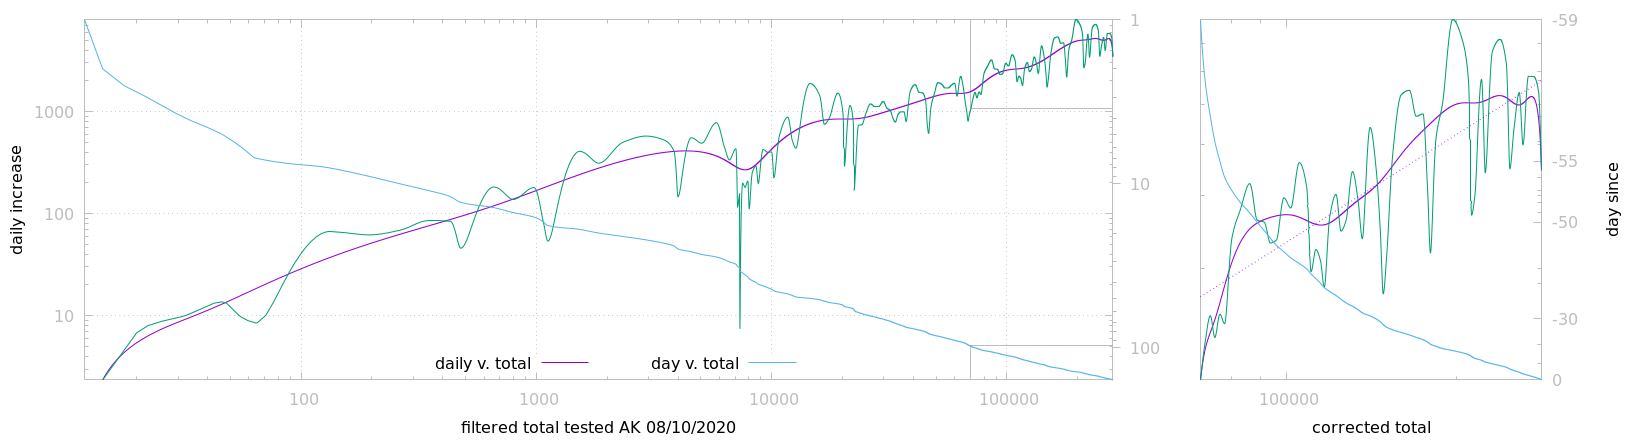 daily increase
1000
100
10
100
1000
10000
100000
1
10
100
daily v. total
day v. total
filtered total tested AK 08/10/2020
-59
-55
-50
-30
0
day since
100000
corrected total